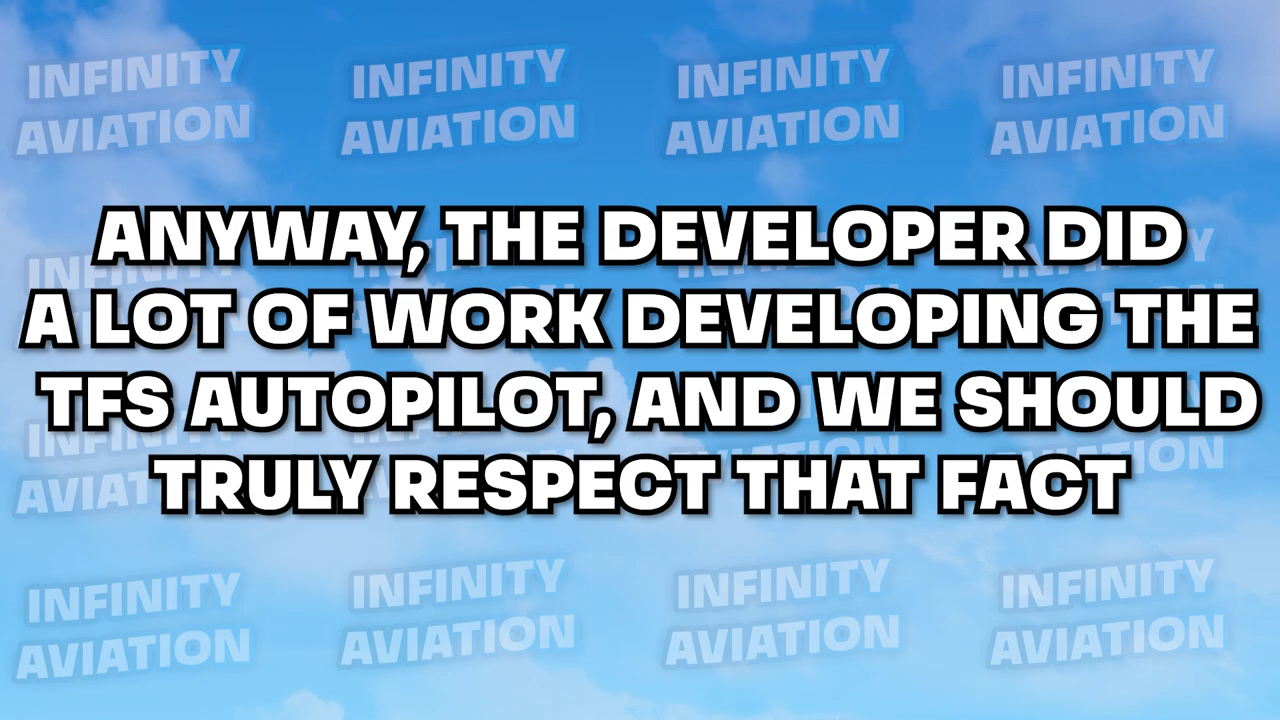 INFINITY INFINITY INFINITY INFINITY
AVIATION AVIATION AVIATION AVIATION
ANYWAY, THE DEVELOPER DID
A LOT OF WORK DEVELOPING THE
TFS AUTOPILOT, AND WE SHOULD
TRULY RESPECT THAT FACT
INFINITY INFINITY INFINITY INFINITY
AVIATION AVIATION AVIATION AVIATION